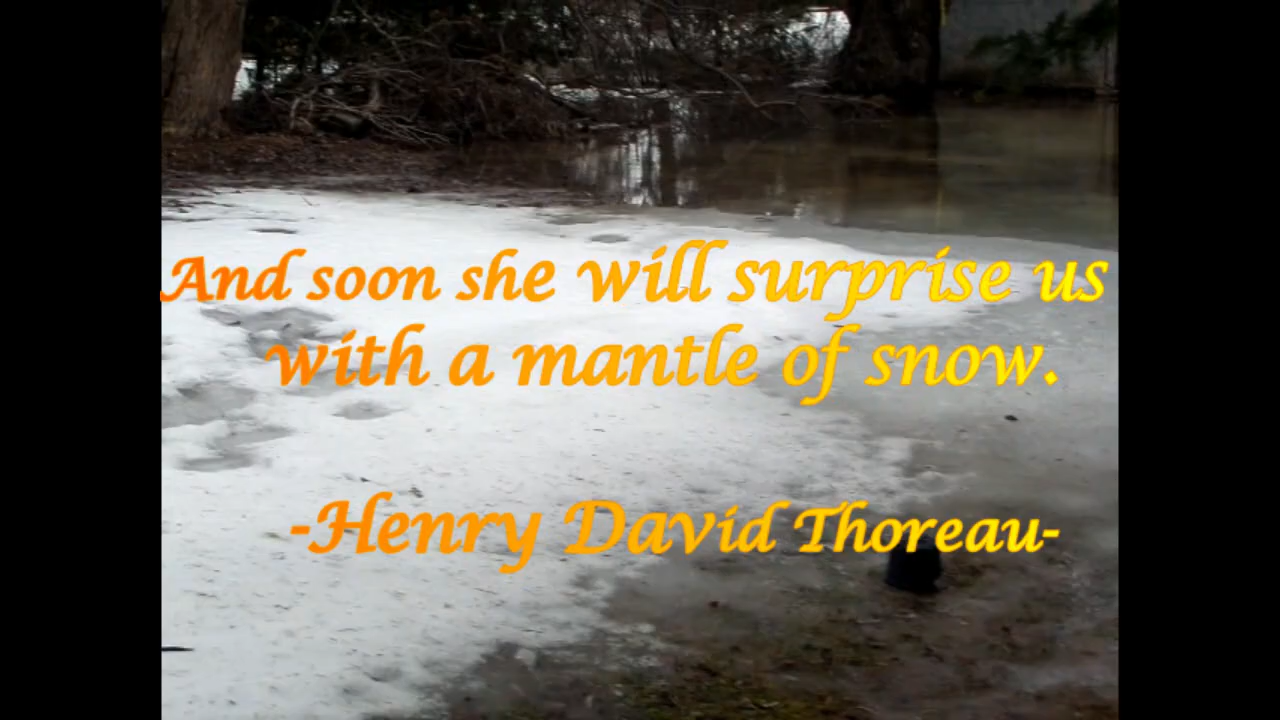 And soon she will surprise us
with a mantle of snow.
-Henry David Thoreau-